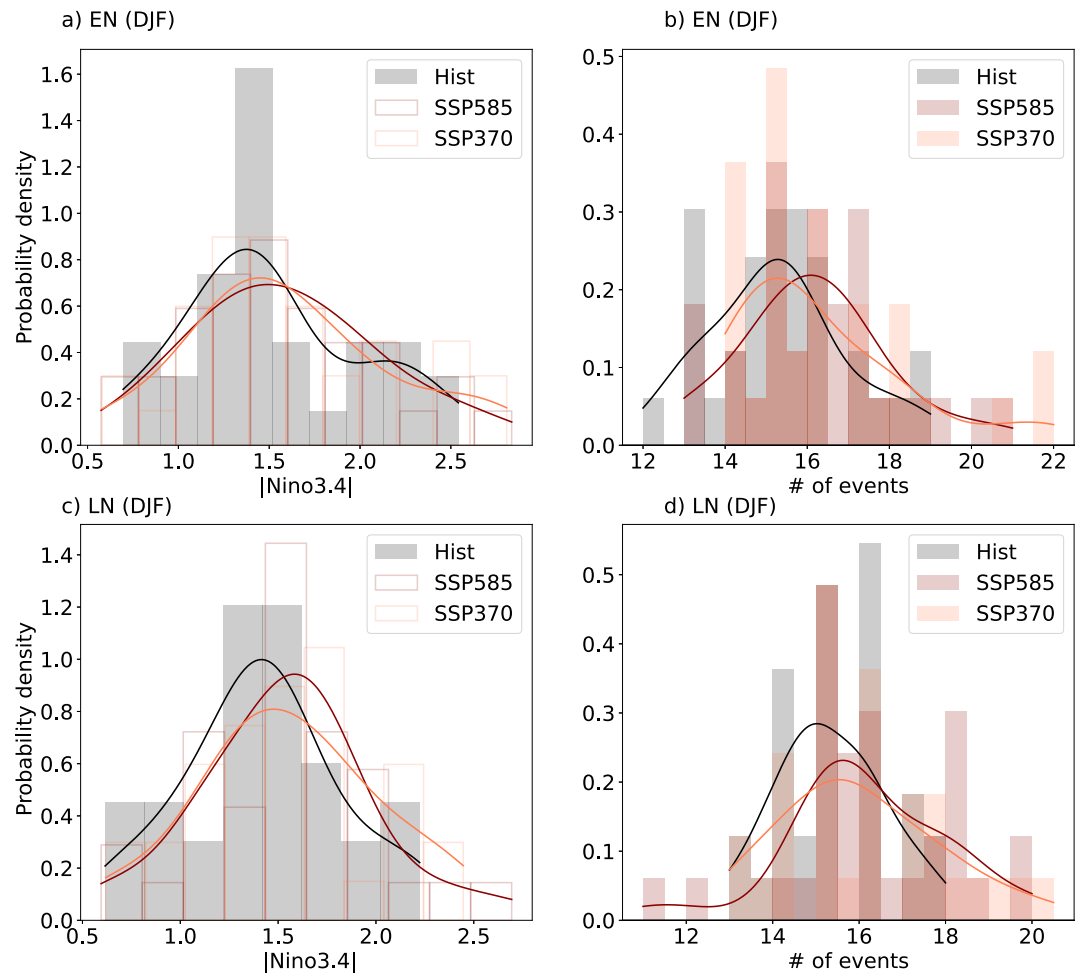 a) EN (DJF)
Probability density
1.6
1.4
1.2
1.0
0.8
0.6
0.4
0.2
0.0
Hist
SSP585
SSP370
0.5 1.0 1.5 2.0 2.5
|Nino3.4|
b) EN (DJF)
0.5
0.4
0.3
0.2
0.1
0.0
Hist
SSP585
SSP370
12 14 16 18 20 22
# of events
c) LN (DJF)
Probability density
1.4
1.2
1.0
0.8
0.6
0.4
0.2
0.0
Hist
SSP585
SSP370
0.5 1.0 1.5 2.0 2.5
|Nino3.4|
d) LN (DJF)
0.5
0.4
0.3
0.2
0.1
0.0
Hist
SSP585
SSP370
12 14 16 18 20
# of events